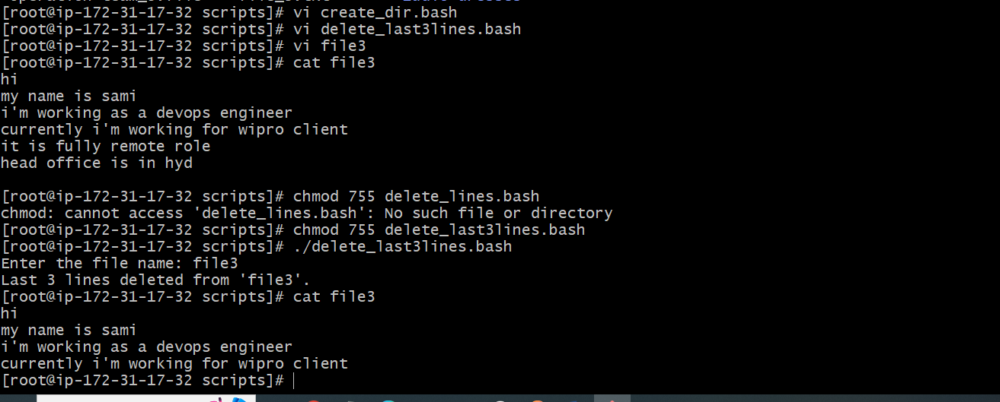 [root@ip-172-31-17-32 scripts]# vi create_dir.bash
[root@ip-172-31-17-32 scripts]# vi delete_last3lines.bash
[root@ip-172-31-17-32 scripts]# vi file3
[root@ip-172-31-17-32 scripts]# cat file3
hi
my name is sami
i'm working as a devops engineer
currently i'm working for wipro client
it is fully remote role
head office is in hyd
[root@ip-172-31-17-32 scripts]# chmod 755 delete_lines.bash
chmod: cannot access 'delete_lines.bash': No such file or directory
[root@ip-172-31-17-32 scripts]# chmod 755 delete_last3lines.bash
[root@ip-172-31-17-32 scripts]# ./delete_last3lines.bash
Enter the file name: file3
Last 3 lines deleted from 'file3'.
[root@ip-172-31-17-32 scripts]# cat file3
hi
my name is sami
i'm working as a devops engineer
currently i'm working for wipro client
[root@ip-172-31-17-32 scripts]#